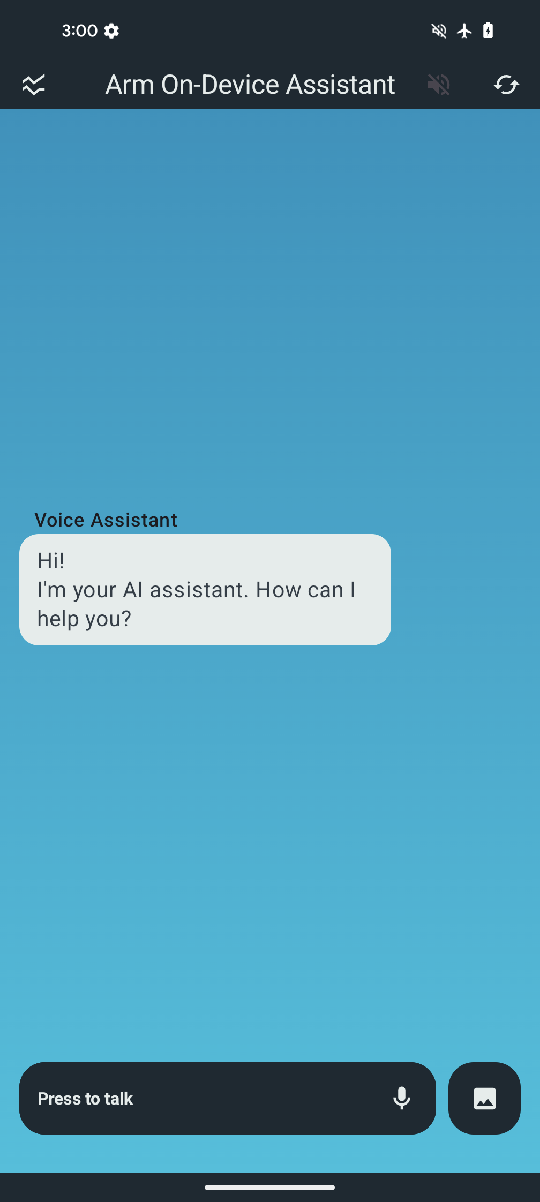 3:00
Arm On-Device Assistant
Voice Assistant
Hi!
I'm your AI assistant. How can I
help you?
Press to talk